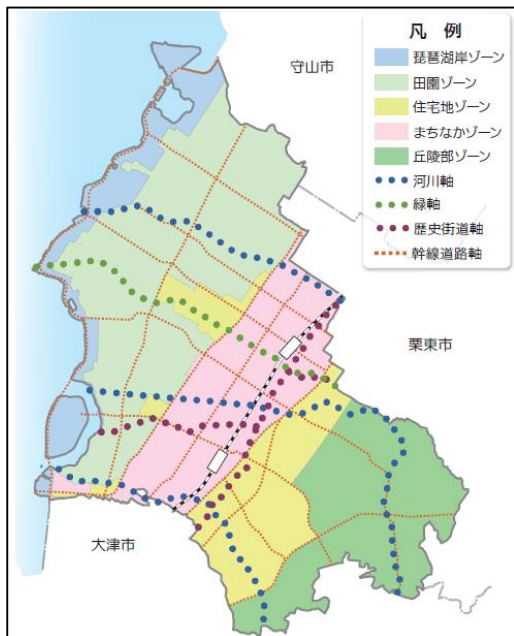 凡 例
琵琶湖岸ゾーン
田園ゾーン
住宅地ゾーン
まちなかゾーン
丘陵部ゾーン
河川軸
緑軸
歴史街道軸
幹線道路軸
守山市
栗東市
大津市